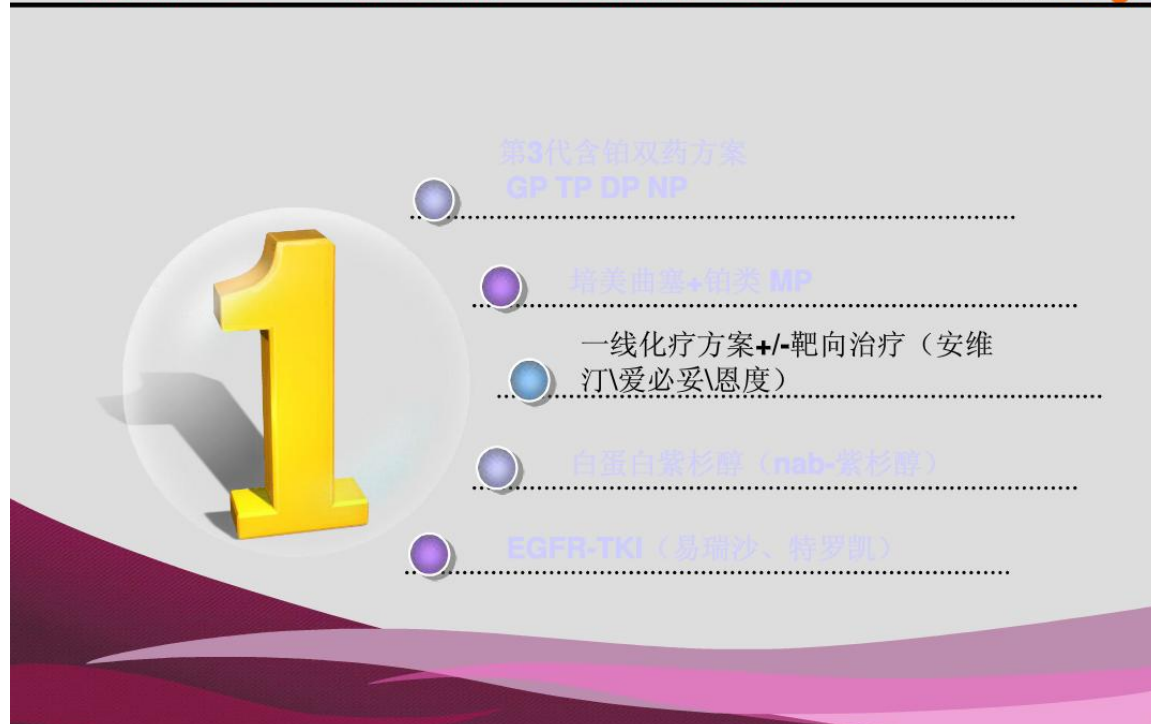 第3代含铂双药方案
GP TP DP NP
培美曲塞+铂类 MP
一线化疗方案+/-靶向治疗（安维
汀\爱必妥\恩度）
白蛋白紫杉醇（nab-紫杉醇）
EGFR-TKI（易瑞沙、特罗凯）
1